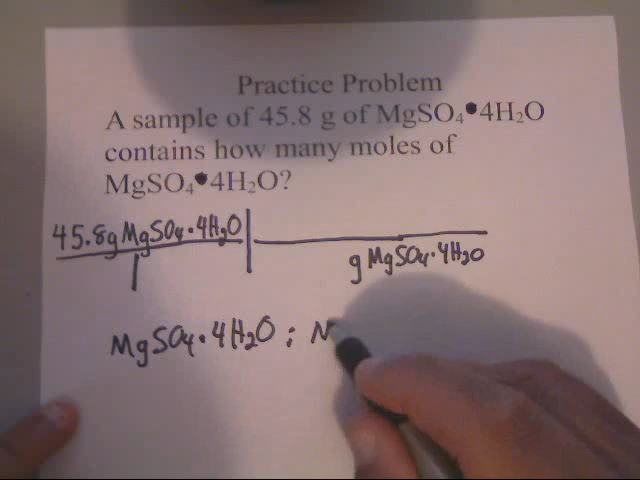 Practice Problem
A sample of 45.8 g of MgSO₄•4H₂O
contains how many moles of
MgSO₄•4H₂O?
45.8g MgSO₄·4H₂O
1
g MgSO₄·4H₂O
MgSO₄·4H₂O :